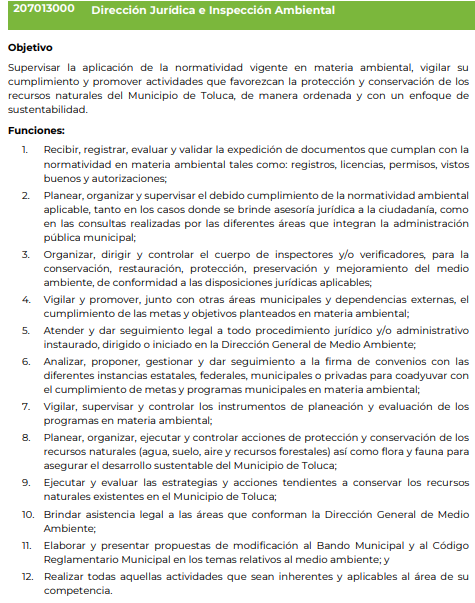 207013000 Dirección Jurídica e Inspección Ambiental
Objetivo
Supervisar la aplicación de la normatividad vigente en materia ambiental, vigilar su
cumplimiento y promover actividades que favorezcan la protección y conservación de los
recursos naturales del Municipio de Toluca, de manera ordenada y con un enfoque de
sustentabilidad.
Funciones:
1. Recibir, registrar, evaluar y validar la expedición de documentos que cumplan con la
normatividad en materia ambiental tales como: registros, licencias, permisos, vistos
buenos y autorizaciones;
2. Planear, organizar y supervisar el debido cumplimiento de la normatividad ambiental
aplicable, tanto en los casos donde se brinde asesoría jurídica a la ciudadanía, como
en las consultas realizadas por las diferentes áreas que integran la administración
pública municipal;
3. Organizar, dirigir y controlar el cuerpo de inspectores y/o verificadores, para la
conservación, restauración, protección, preservación y mejoramiento del medio
ambiente, de conformidad a las disposiciones jurídicas aplicables;
4. Vigilar y promover, junto con otras áreas municipales y dependencias externas, el
cumplimiento de las metas y objetivos planteados en materia ambiental;
5. Atender y dar seguimiento legal a todo procedimiento jurídico y/o administrativo
instaurado, dirigido o iniciado en la Dirección General de Medio Ambiente;
6. Analizar, proponer, gestionar y dar seguimiento a la firma de convenios con las
diferentes instancias estatales, federales, municipales o privadas para coadyuvar con
el cumplimiento de metas y programas municipales en materia ambiental;
7. Vigilar, supervisar y controlar los instrumentos de planeación y evaluación de los
programas en materia ambiental;
8. Planear, organizar, ejecutar y controlar acciones de protección y conservación de los
recursos naturales (agua, suelo, aire y recursos forestales) así como flora y fauna para
asegurar el desarrollo sustentable del Municipio de Toluca;
9. Ejecutar y evaluar las estrategias y acciones tendientes a conservar los recursos
naturales existentes en el Municipio de Toluca;
10. Brindar asistencia legal a las áreas que conforman la Dirección General de Medio
Ambiente;
11. Elaborar y presentar propuestas de modificación al Bando Municipal y al Código
Reglamentario Municipal en los temas relativos al medio ambiente; y
12. Realizar todas aquellas actividades que sean inherentes y aplicables al área de su
competencia.